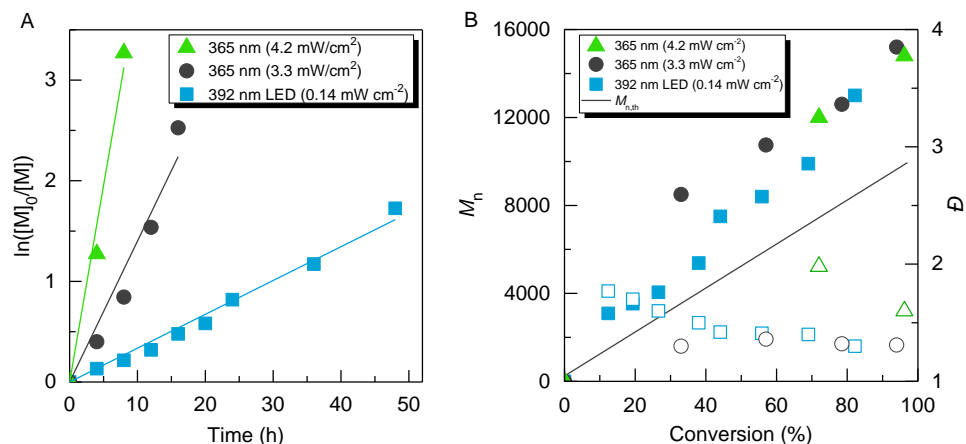 A
365 nm (4.2 mW/cm²)
365 nm (3.3 mW/cm²)
392 nm LED (0.14 mW cm⁻²)
ln([M]₀/[M])
3
2
1
0
0
10
20
30
40
50
Time (h)
B
365 nm (4.2 mW cm⁻²)
365 nm (3.3 mW cm⁻²)
392 nm LED (0.14 mW cm⁻²)
Mₙ,ₜₕ
Mₙ
16000
12000
8000
4000
0
4
3
2
1
Đ
0
20
40
60
80
100
Conversion (%)